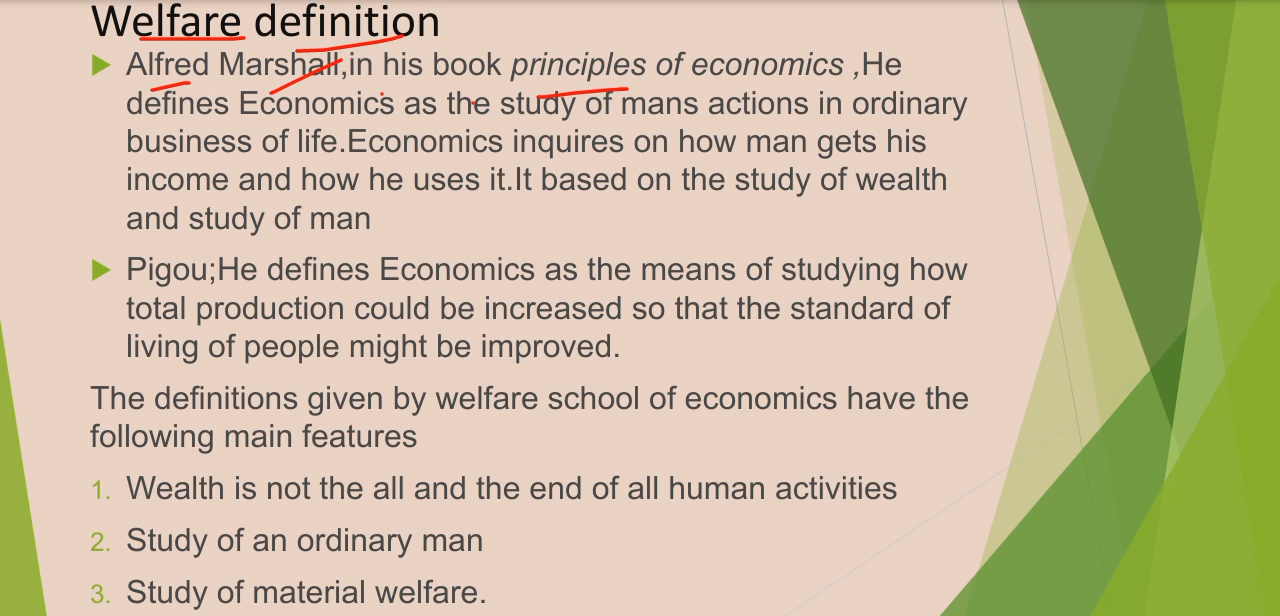 Welfare definition
Alfred Marshall,in his book principles of economics ,He
defines Economics as the study of mans actions in ordinary
business of life.Economics inquires on how man gets his
income and how he uses it.It based on the study of wealth
and study of man
Pigou;He defines Economics as the means of studying how
total production could be increased so that the standard of
living of people might be improved.
The definitions given by welfare school of economics have the
following main features
1. Wealth is not the all and the end of all human activities
2. Study of an ordinary man
3. Study of material welfare.